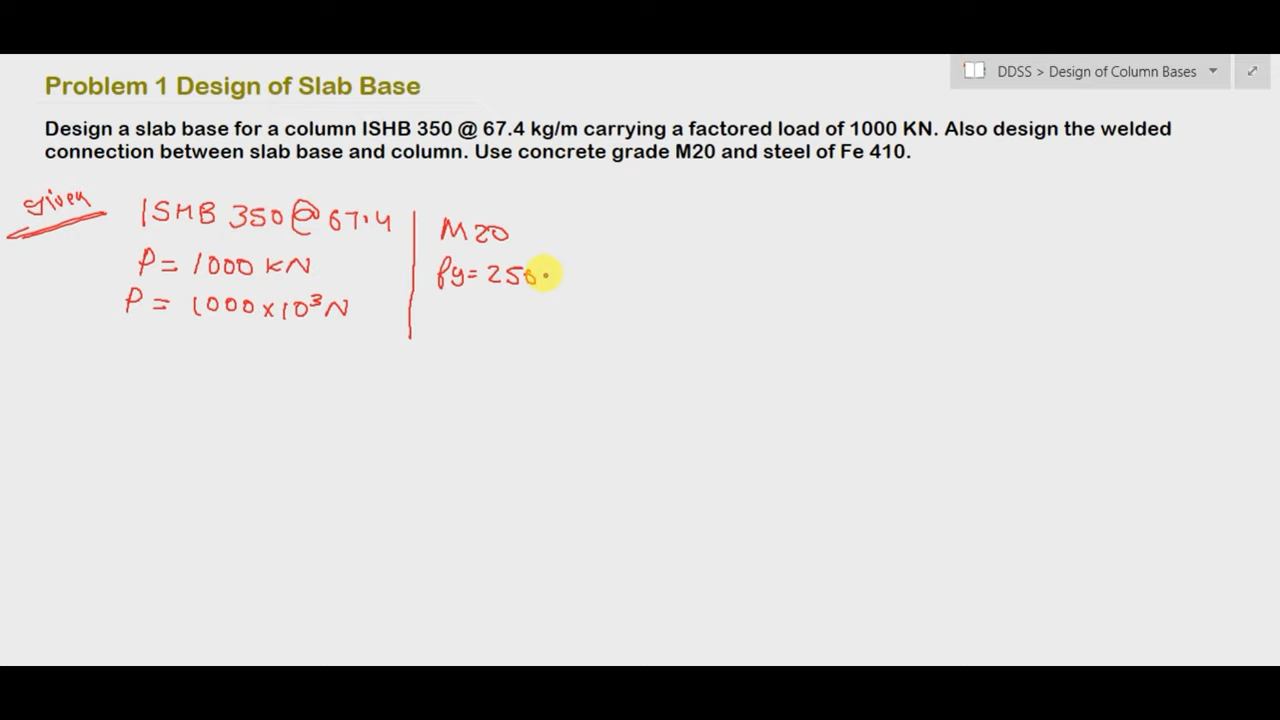 Problem 1 Design of Slab Base
DDSS > Design of Column Bases
Design a slab base for a column ISHB 350 @ 67.4 kg/m carrying a factored load of 1000 KN. Also design the welded
connection between slab base and column. Use concrete grade M20 and steel of Fe 410.
given
ISHB 350@67.4
P = 1000 KN
P = 1000x10³N
M20
fy= 250